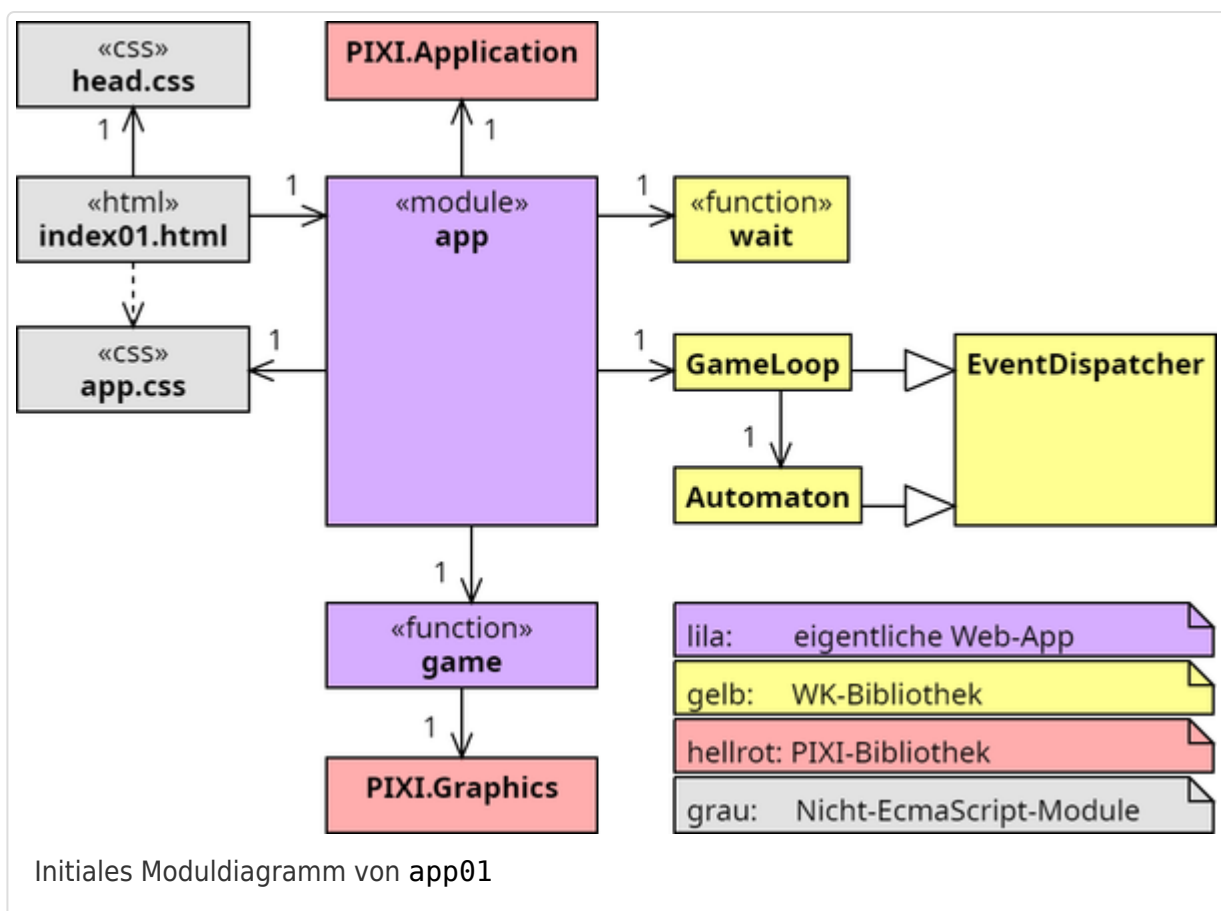 «css»
head.css
PIXI.Application
1
1
«html»
index01.html
1
«module»
app
1
«function»
wait
«css»
app.css
1
1
GameLoop
EventDispatcher
1
Automaton
1
«function»
game
1
PIXI.Graphics
lila: eigentliche Web-App
gelb: WK-Bibliothek
hellrot: PIXI-Bibliothek
grau: Nicht-EcmaScript-Module
Initiales Moduldiagramm von app01